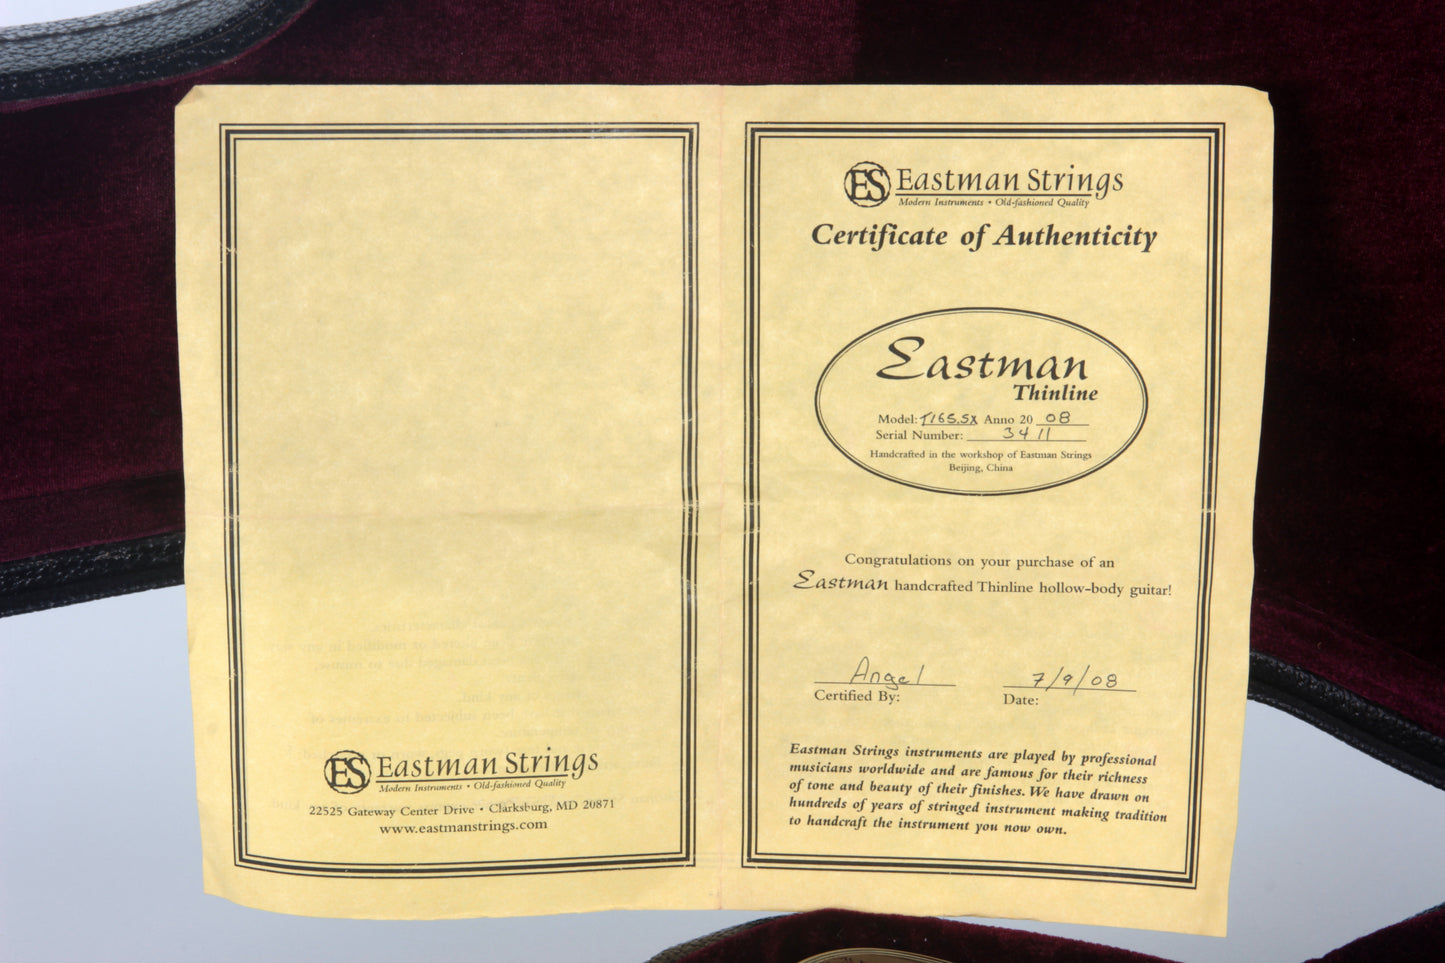 ES Eastman Strings
Modern Instruments • Old-fashioned Quality
22525 Gateway Center Drive • Clarksburg, MD 20871
www.eastmanstrings.com
ES Eastman Strings
Modern Instruments • Old-fashioned Quality
Certificate of Authenticity
Eastman
Thinline
Model: T16S.SX Anno 20 08
Serial Number: 3411
Handcrafted in the workshop of Eastman Strings
Beijing, China
Congratulations on your purchase of an
Eastman handcrafted Thinline hollow-body guitar!
Angel 7/9/08
Certified By: Date:
Eastman Strings instruments are played by professional
musicians worldwide and are famous for their richness
of tone and beauty of their finishes. We have drawn on
hundreds of years of stringed instrument making tradition
to handcraft the instrument you now own.